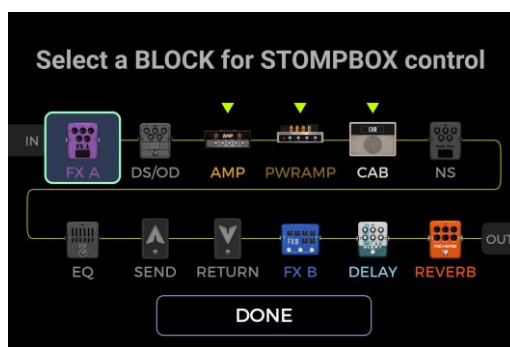 Select a BLOCK for STOMPBOX control
IN
FX A
DS/OD
AMP
PWRAMP
CAB
NS
EQ
SEND
RETURN
FX B
DELAY
REVERB
OUT
DONE